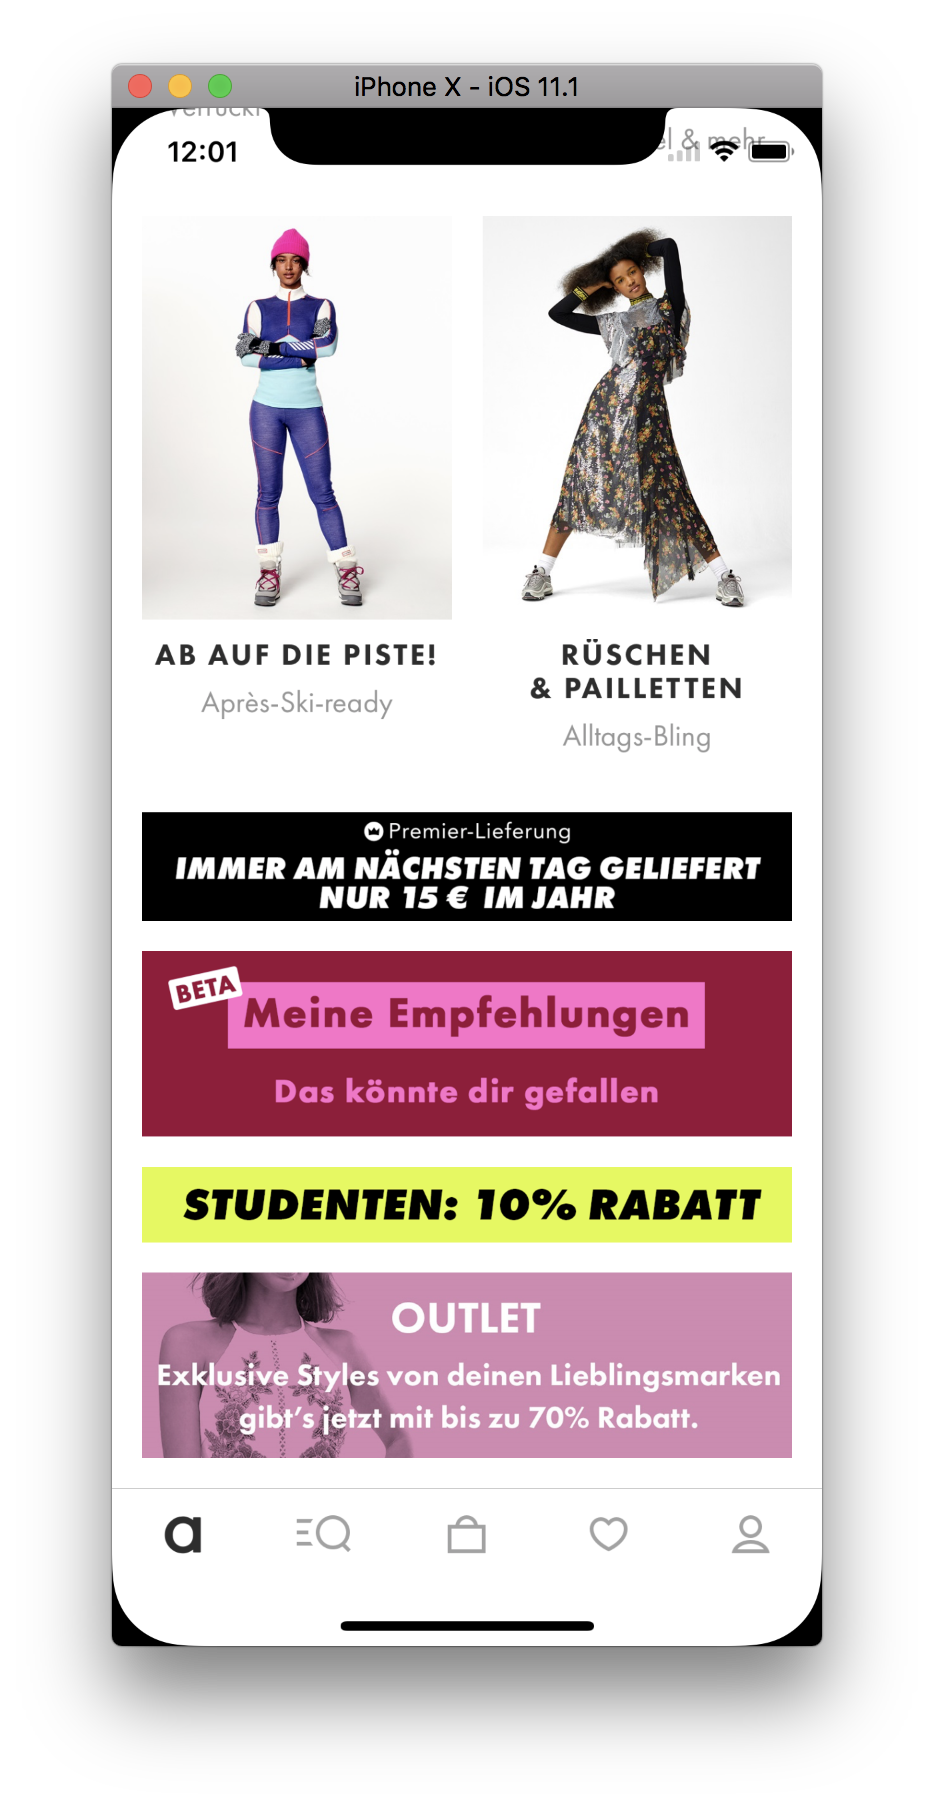 iPhone X - iOS 11.1
12:01
& mehr
AB AUF DIE PISTE!
Après-Ski-ready
RÜSCHEN
& PAILLETTEN
Alltags-Bling
Premier-Lieferung
IMMER AM NÄCHSTEN TAG GELIEFERT
NUR 15 € IM JAHR
BETA
Meine Empfehlungen
Das könnte dir gefallen
STUDENTEN: 10% RABATT
OUTLET
Exklusive Styles von deinen Lieblingsmarken
gibt's jetzt mit bis zu 70% Rabatt.
a